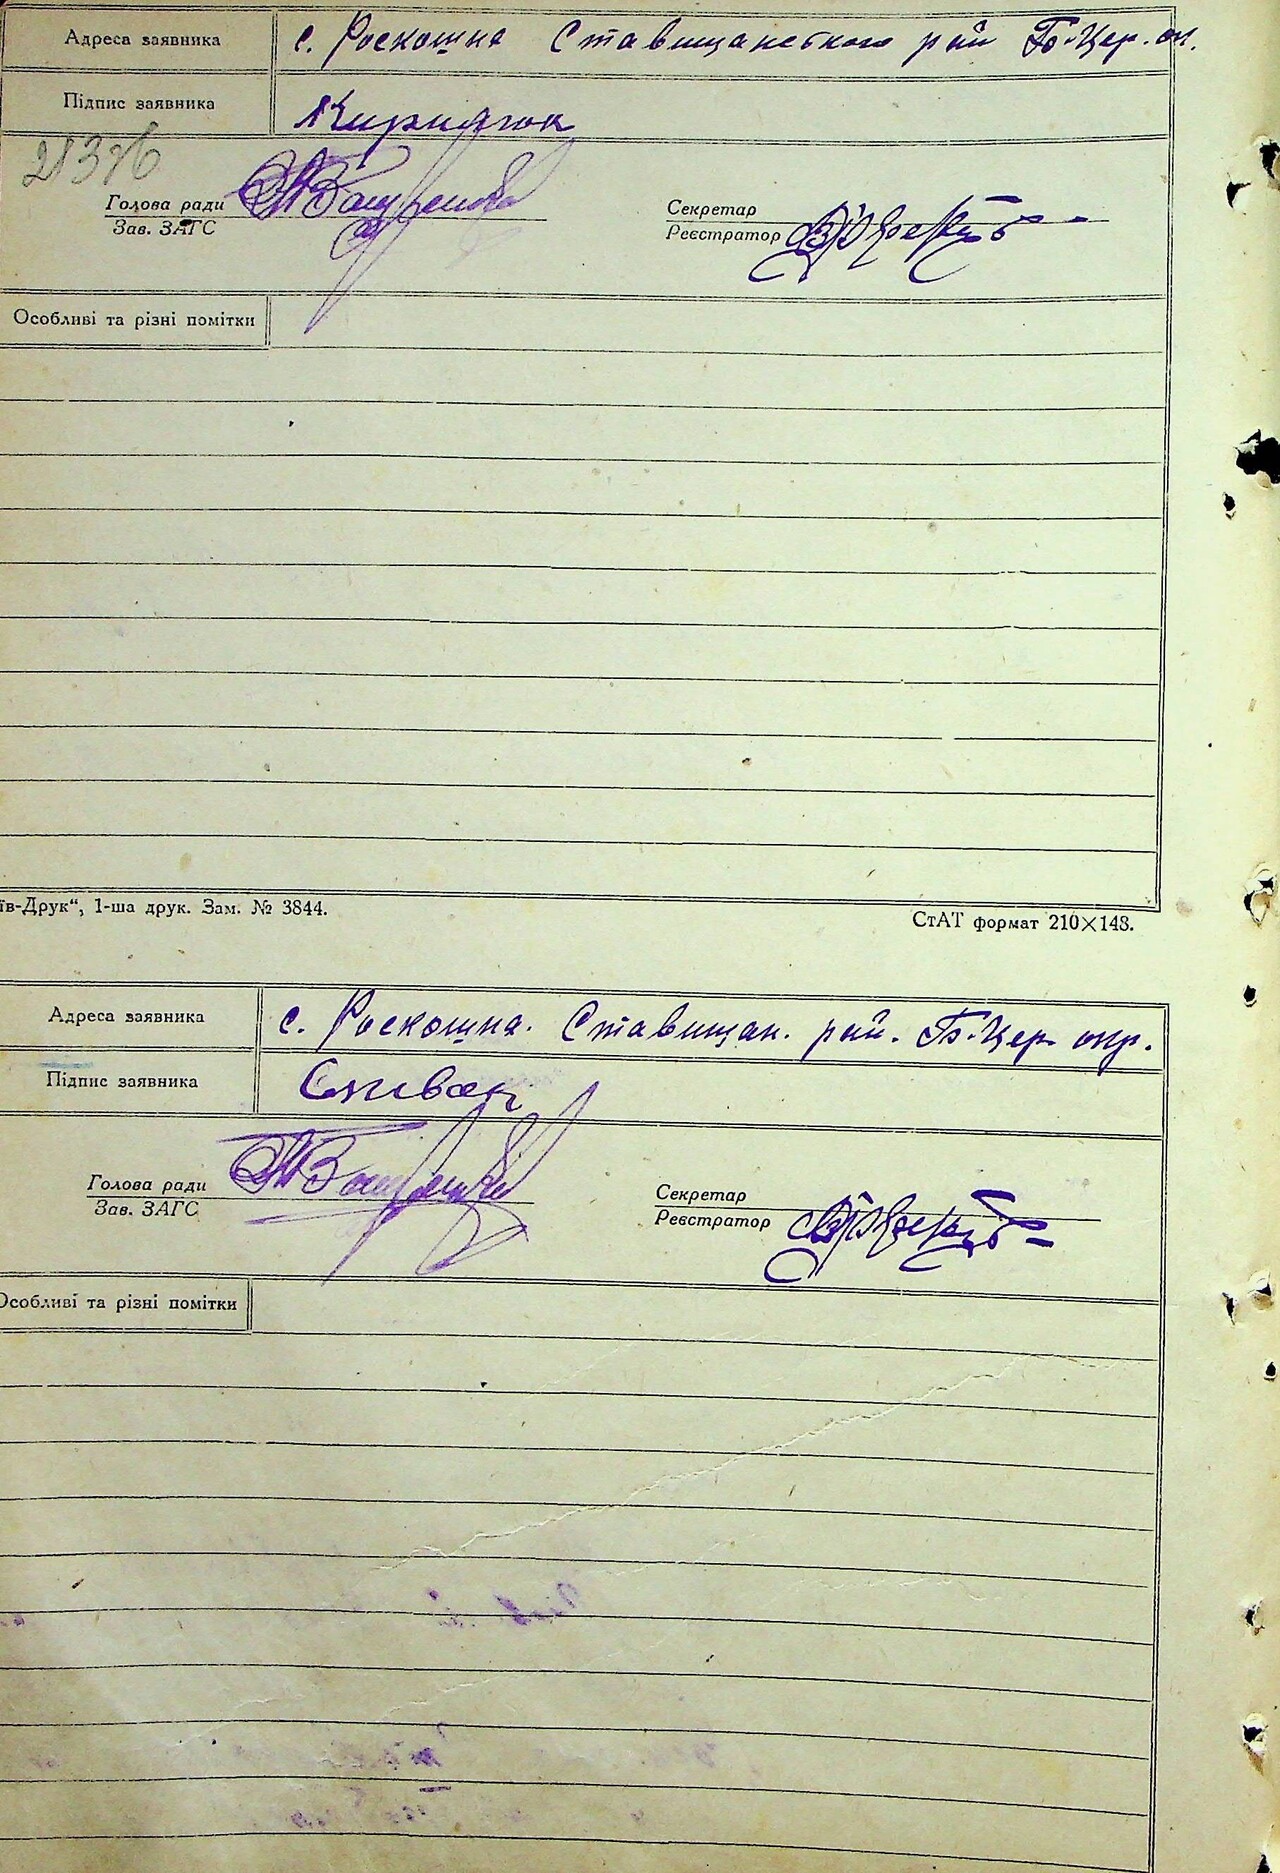 Адреса заявника с. Роскошна Ставищанського рай Б-Цер. ок.
Підпис заявника
21376
Голова ради
Зав. ЗАГС
Секретар
Реєстратор
Особливі та різні помітки
їв-Друк“, 1-ша друк. Зам. № 3844.
СтАТ формат 210×148.
Адреса заявника с. Роскошна. Ставищан. рай. Б-Цер. окр.
Підпис заявника Співак
Голова ради
Зав. ЗАГС
Секретар
Реєстратор
Особливі та різні помітки